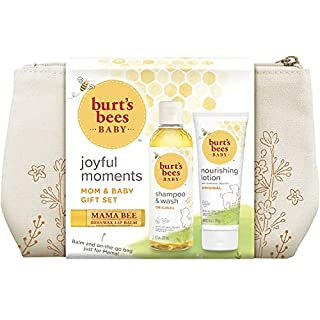 burt's
bees
BABY
joyful
moments
MOM & BABY
GIFT SET
MAMA BEE
BEESWAX LIP BALM
Balm and on-the-go bag
just for Mama!
burt's
bees
BABY
shampoo
& wash
ORIGINAL
burt's
bees
BABY
nourishing
lotion
ORIGINAL